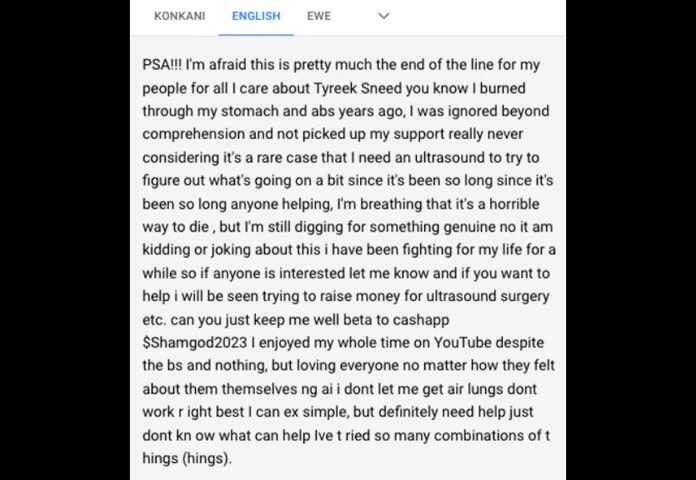 KONKANI ENGLISH EWE
PSA!!! I'm afraid this is pretty much the end of the line for my
people for all I care about Tyreek Sneed you know I burned
through my stomach and abs years ago, I was ignored beyond
comprehension and not picked up my support really never
considering it's a rare case that I need an ultrasound to try to
figure out what's going on a bit since it's been so long since it's
been so long anyone helping, I'm breathing that it's a horrible
way to die , but I'm still digging for something genuine no it am
kidding or joking about this i have been fighting for my life for a
while so if anyone is interested let me know and if you want to
help i will be seen trying to raise money for ultrasound surgery
etc. can you just keep me well beta to cashapp
$Shamgod2023 I enjoyed my whole time on YouTube despite
the bs and nothing, but loving everyone no matter how they felt
about them themselves ng ai i dont let me get air lungs dont
work r ight best I can ex simple, but definitely need help just
dont kn ow what can help Ive t ried so many combinations of t
hings (hings).